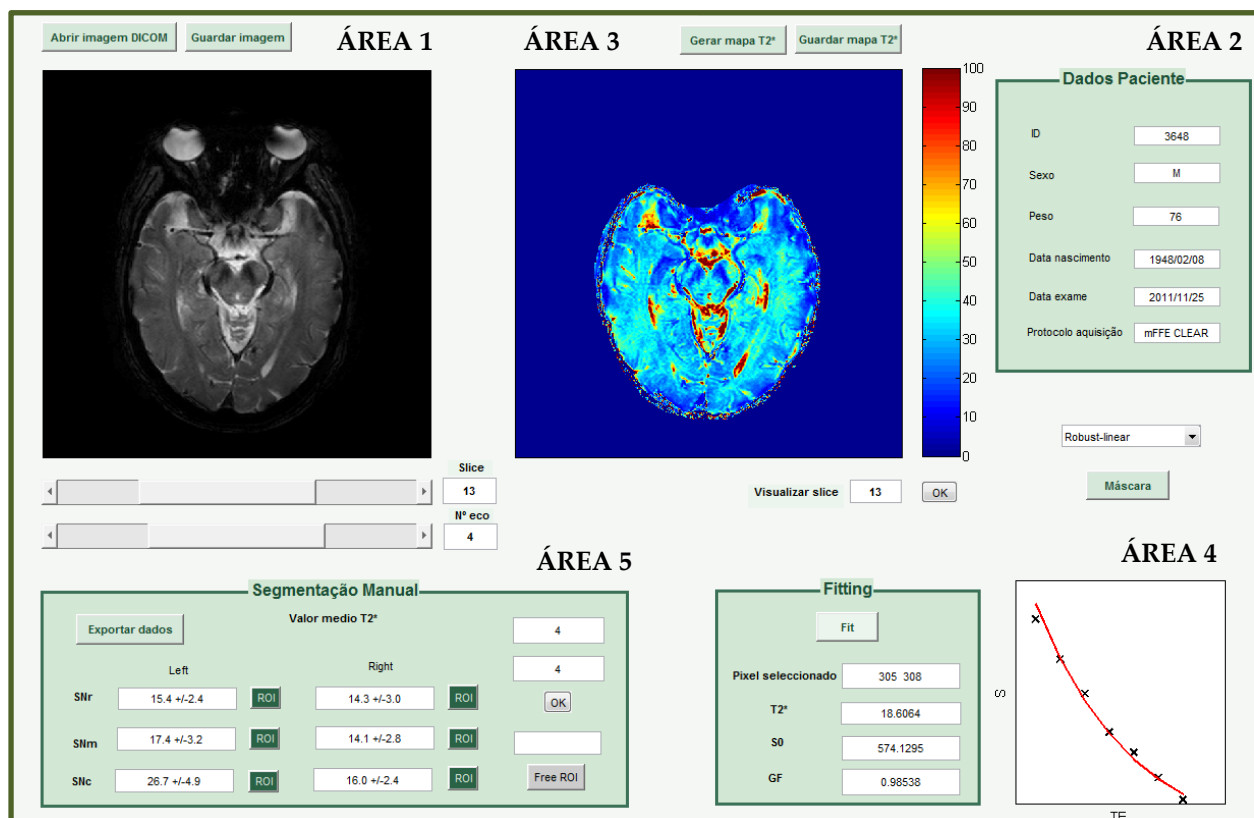 Abrir imagem DICOM
Guardar imagem
ÁREA 1
ÁREA 3
Gerar mapa T2*
Guardar mapa T2*
ÁREA 2
100
90
80
70
60
50
40
30
20
10
0
Dados Paciente
ID 3648
Sexo M
Peso 76
Data nascimento 1948/02/08
Data exame 2011/11/25
Protocolo aquisição mFFE CLEAR
Robust-linear
Máscara
Slice
13
Nº eco
4
Visualizar slice 13 OK
ÁREA 5
Segmentação Manual
Exportar dados
Valor medio T2*
4
4
OK
Left Right
SNr 15.4 +/-2.4 ROI 14.3 +/-3.0 ROI
SNm 17.4 +/-3.2 ROI 14.1 +/-2.8 ROI
SNc 26.7 +/-4.9 ROI 16.0 +/-2.4 ROI
Free ROI
Fitting
Fit
Pixel seleccionado 305 308
T2* 18.6064
S0 574.1295
GF 0.98538
ÁREA 4
S
TE